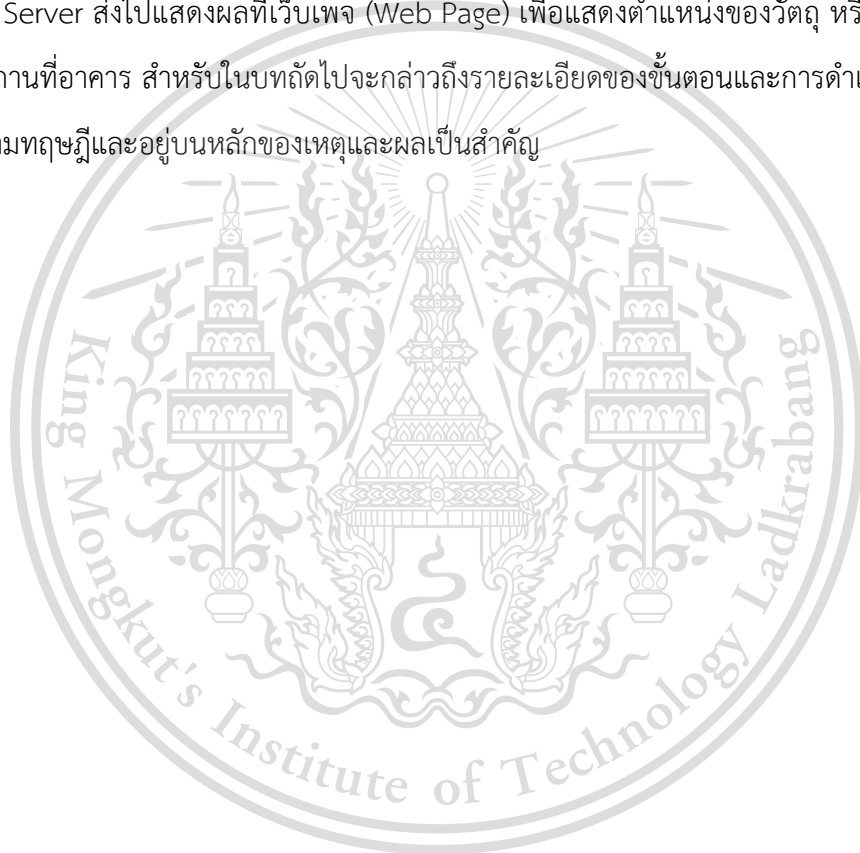 Server ส่งไปแสดงผลที่เว็บเพจ (Web Page) เพื่อแสดงตำแหน่งของวัตถุ
านที่อาคาร สำหรับในบทถัดไปจะกล่าวถึงรายละเอียดของขั้นตอนและการดำเ
มทฤษฎีและอยู่บนหลักของเหตุและผลเป็นสำคัญ
King Mongkut's Institute of Technology Ladkrabang